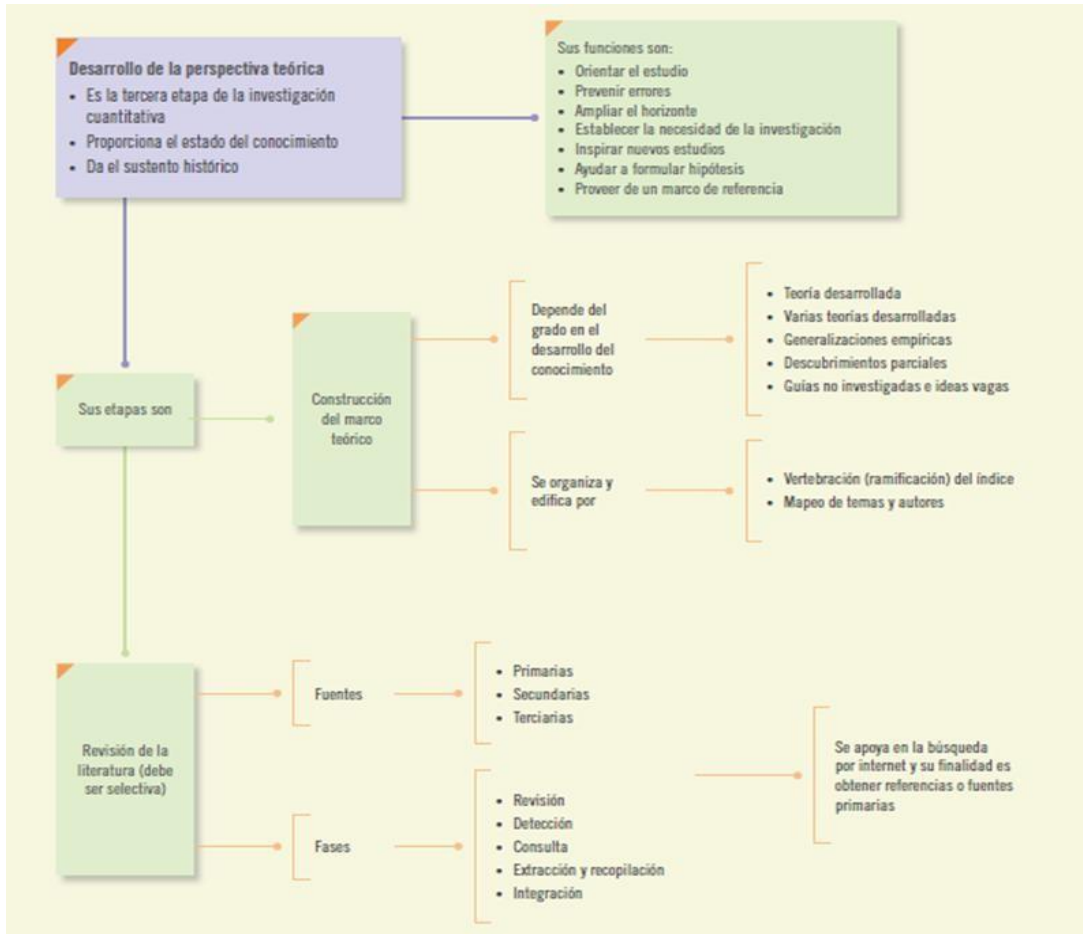 Desarrollo de la perspectiva teórica
• Es la tercera etapa de la investigación
cuantitativa
• Proporciona el estado del conocimiento
• Da el sustento histórico
Sus funciones son:
• Orientar el estudio
• Prevenir errores
• Ampliar el horizonte
• Establecer la necesidad de la investigación
• Inspirar nuevos estudios
• Ayudar a formular hipótesis
• Proveer de un marco de referencia
Sus etapas son
Construcción
del marco
teórico
Depende del
grado en el
desarrollo del
conocimiento
• Teoría desarrollada
• Varias teorías desarrolladas
• Generalizaciones empíricas
• Descubrimientos parciales
• Guías no investigadas e ideas vagas
Se organiza y
edifica por
• Vertebración (ramificación) del índice
• Mapeo de temas y autores
Revisión de la
literatura (debe
ser selectiva)
Fuentes
• Primarias
• Secundarias
• Terciarias
Fases
• Revisión
• Detección
• Consulta
• Extracción y recopilación
• Integración
Se apoya en la búsqueda
por internet y su finalidad es
obtener referencias o fuentes
primarias